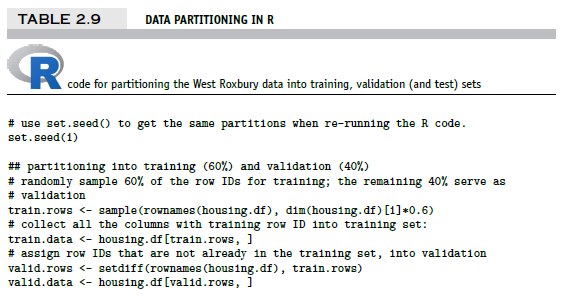 TABLE 2.9 DATA PARTITIONING IN R
R code for partitioning the West Roxbury data into training, validation (and test) sets
# use set.seed() to get the same partitions when re-running the R code.
set.seed(1)
## partitioning into training (60%) and validation (40%)
# randomly sample 60% of the row IDs for training; the remaining 40% serve as
# validation
train.rows <- sample(rownames(housing.df), dim(housing.df)[1]*0.6)
# collect all the columns with training row ID into training set:
train.data <- housing.df[train.rows, ]
# assign row IDs that are not already in the training set, into validation
valid.rows <- setdiff(rownames(housing.df), train.rows)
valid.data <- housing.df[valid.rows, ]